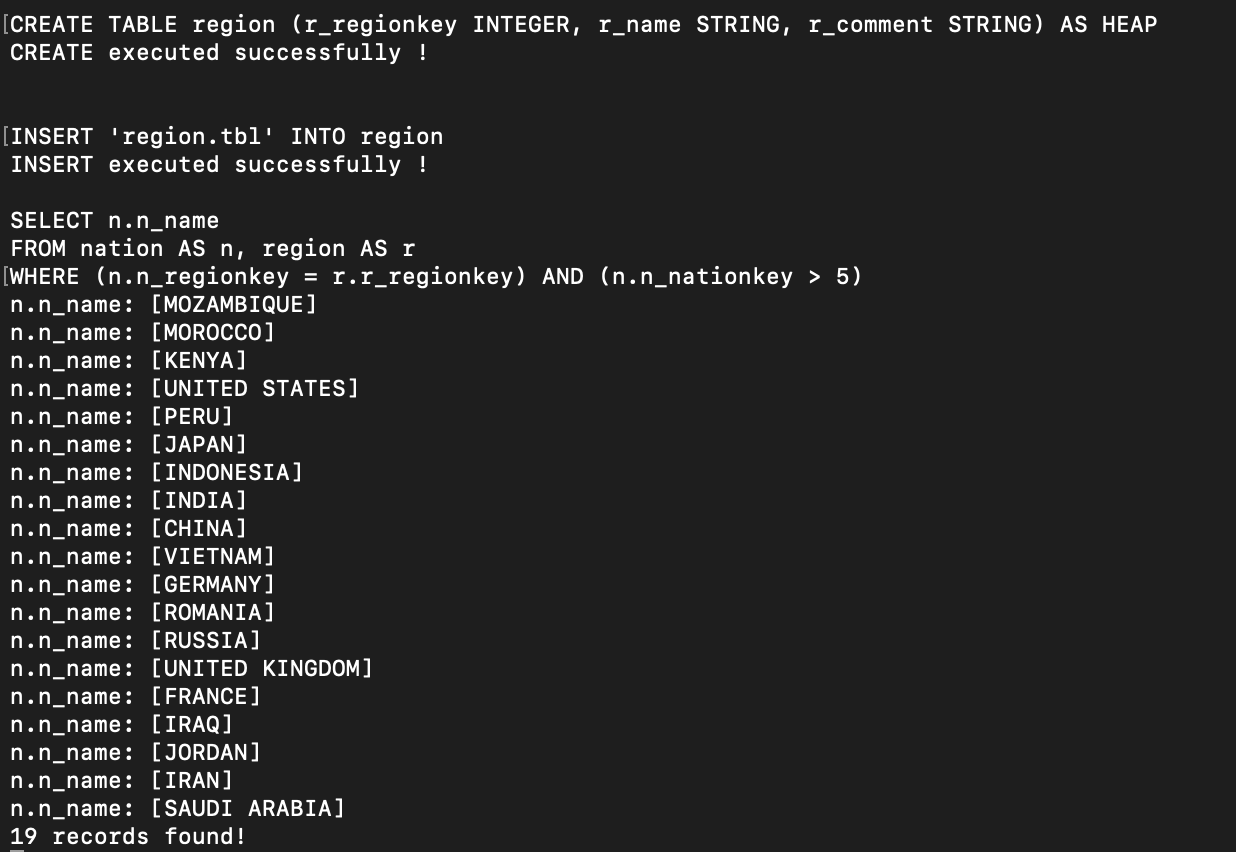 [CREATE TABLE region (r_regionkey INTEGER, r_name STRING, r_comment STRING) AS HEAP
CREATE executed successfully !
[INSERT 'region.tbl' INTO region
INSERT executed successfully !
SELECT n.n_name
FROM nation AS n, region AS r
[WHERE (n.n_regionkey = r.r_regionkey) AND (n.n_nationkey > 5)
n.n_name: [MOZAMBIQUE]
n.n_name: [MOROCCO]
n.n_name: [KENYA]
n.n_name: [UNITED STATES]
n.n_name: [PERU]
n.n_name: [JAPAN]
n.n_name: [INDONESIA]
n.n_name: [INDIA]
n.n_name: [CHINA]
n.n_name: [VIETNAM]
n.n_name: [GERMANY]
n.n_name: [ROMANIA]
n.n_name: [RUSSIA]
n.n_name: [UNITED KINGDOM]
n.n_name: [FRANCE]
n.n_name: [IRAQ]
n.n_name: [JORDAN]
n.n_name: [IRAN]
n.n_name: [SAUDI ARABIA]
19 records found!